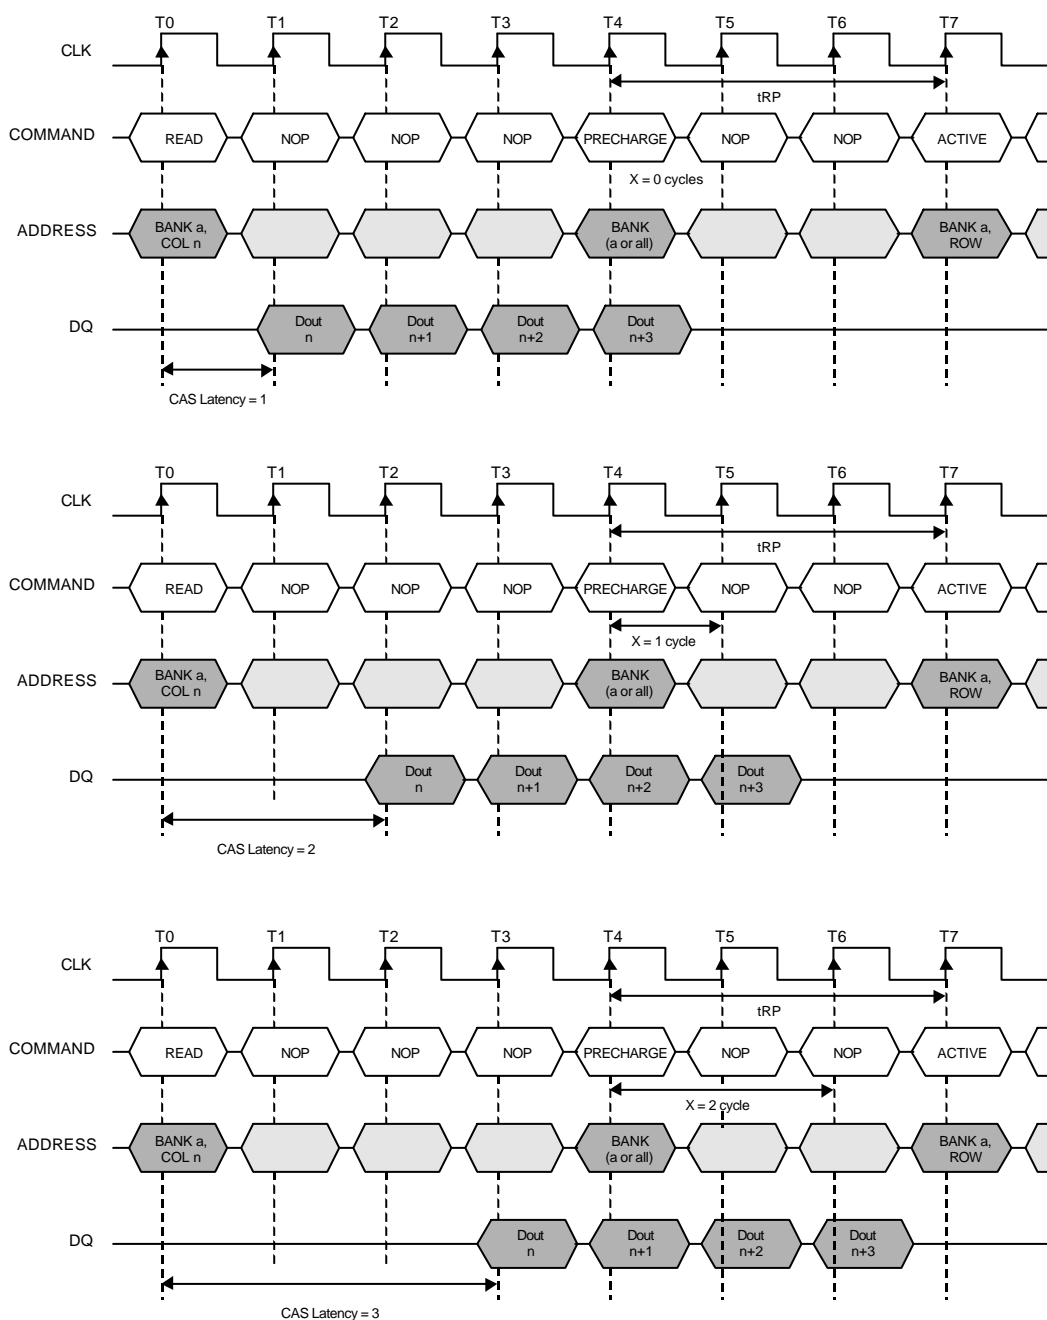 T0 T1 T2 T3 T4 T5 T6 T7
CLK
tRP
COMMAND READ NOP NOP NOP PRECHARGE NOP NOP ACTIVE
X = 0 cycles
ADDRESS BANK a, COL n BANK (a or all) BANK a, ROW
DQ Dout n Dout n+1 Dout n+2 Dout n+3
CAS Latency = 1
T0 T1 T2 T3 T4 T5 T6 T7
CLK
tRP
COMMAND READ NOP NOP NOP PRECHARGE NOP NOP ACTIVE
X = 1 cycle
ADDRESS BANK a, COL n BANK (a or all) BANK a, ROW
DQ Dout n Dout n+1 Dout n+2 Dout n+3
CAS Latency = 2
T0 T1 T2 T3 T4 T5 T6 T7
CLK
tRP
COMMAND READ NOP NOP NOP PRECHARGE NOP NOP ACTIVE
X = 2 cycle
ADDRESS BANK a, COL n BANK (a or all) BANK a, ROW
DQ Dout n Dout n+1 Dout n+2 Dout n+3
CAS Latency = 3